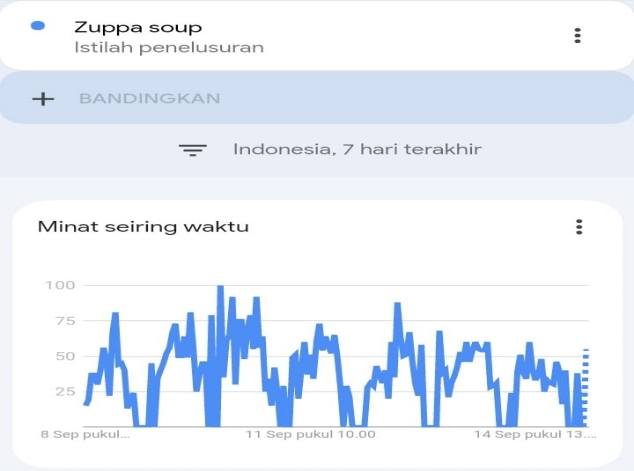 Zuppa soup
Istilah penelusuran
BANDINGKAN
Indonesia, 7 hari terakhir
Minat seiring waktu
100
75
50
25
8 Sep pukul...
11 Sep pukul 10.00
14 Sep pukul 13....